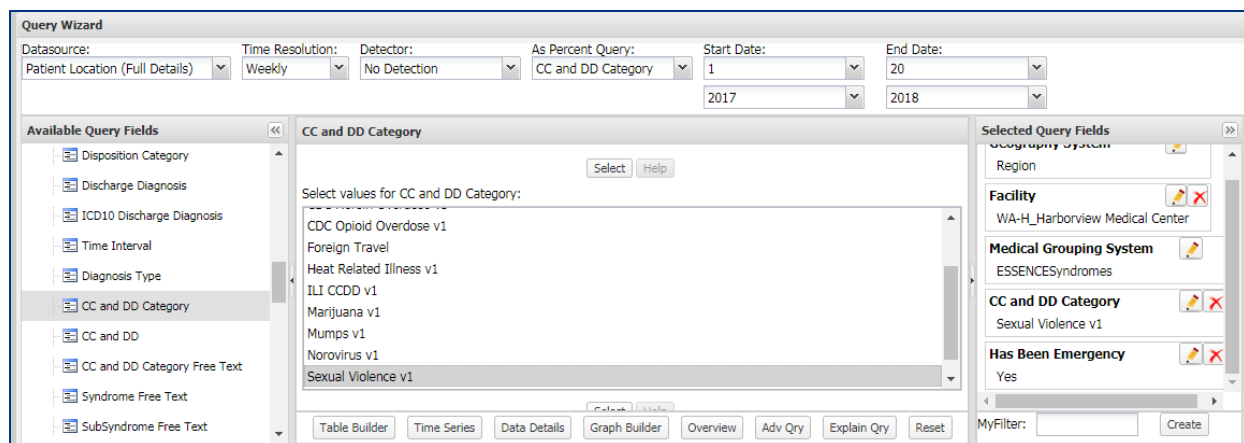 Query Wizard
Datasource: Time Resolution: Detector: As Percent Query: Start Date: End Date:
Patient Location (Full Details) Weekly No Detection CC and DD Category 1 20
2017 2018
Available Query Fields
Disposition Category
Discharge Diagnosis
ICD10 Discharge Diagnosis
Time Interval
Diagnosis Type
CC and DD Category
CC and DD
CC and DD Category Free Text
Syndrome Free Text
SubSyndrome Free Text
CC and DD Category
Select Help
Select values for CC and DD Category:
CDC Opioid Overdose v1
Foreign Travel
Heat Related Illness v1
ILI CCDD v1
Marijuana v1
Mumps v1
Norovirus v1
Sexual Violence v1
Select Help
Table Builder Time Series Data Details Graph Builder Overview Adv Qry Explain Qry Reset
Selected Query Fields
Geography System
Region
Facility
WA-H_Harborview Medical Center
Medical Grouping System
ESSENCESyndromes
CC and DD Category
Sexual Violence v1
Has Been Emergency
Yes
MyFilter: Create